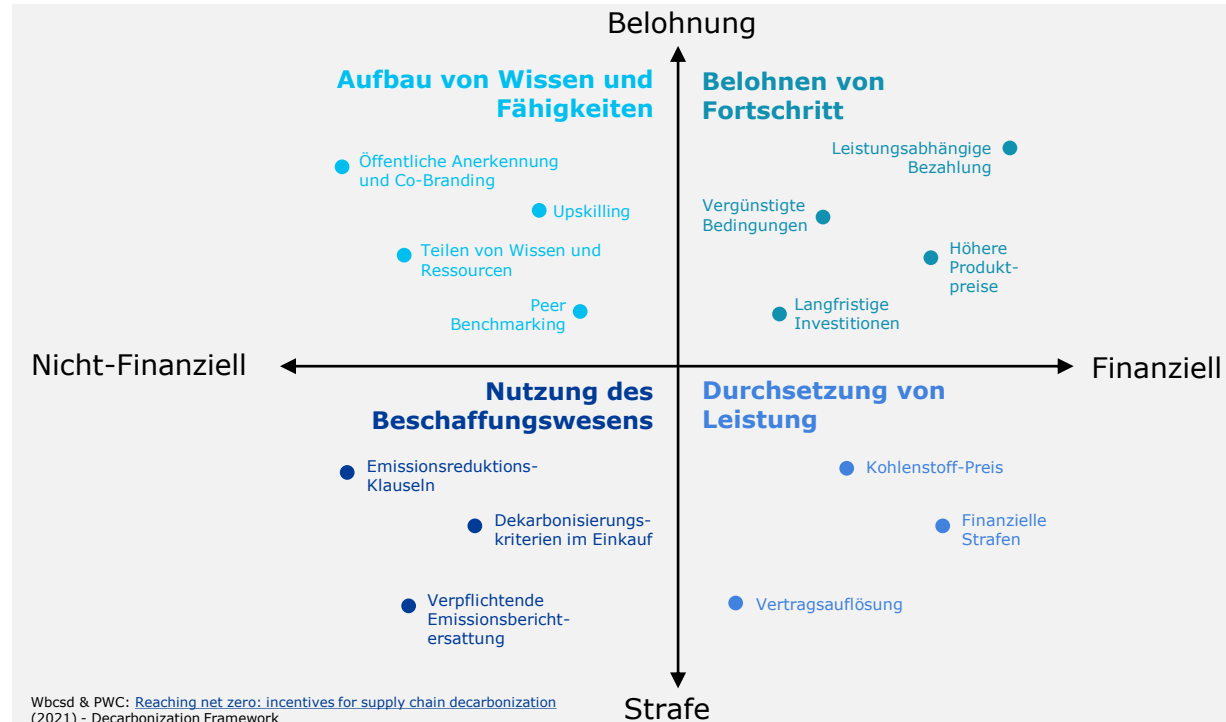 Belohnung
Aufbau von Wissen und
Fähigkeiten
Öffentliche Anerkennung
und Co-Branding
Upskilling
Teilen von Wissen und
Ressourcen
Peer
Benchmarking
Belohnen von
Fortschritt
Leistungsabhängige
Bezahlung
Vergünstigte
Bedingungen
Höhere
Produkt-
preise
Langfristige
Investitionen
Nicht-Finanziell
Finanziell
Nutzung des
Beschaffungswesens
Emissionsreduktions-
Klauseln
Dekarbonisierungs-
kriterien im Einkauf
Verpflichtende
Emissionsbericht-
ersattung
Durchsetzung von
Leistung
Kohlenstoff-Preis
Finanzielle
Strafen
Vertragsauflösung
Strafe
Wbcsd & PWC: Reaching net zero: incentives for supply chain decarbonization
(2021) - Decarbonization Framework